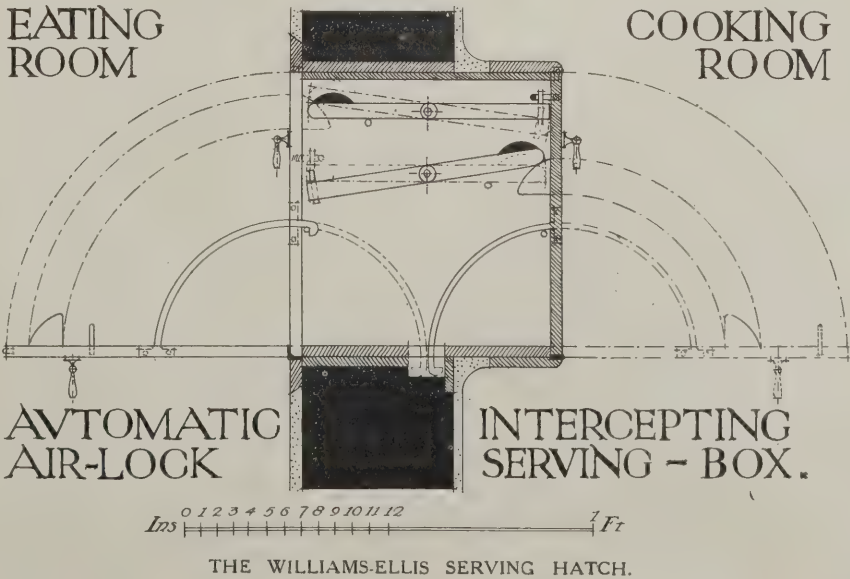 EATING
ROOM
COOKING
ROOM
AVTOMATIC
AIR-LOCK
INTERCEPTING
SERVING - BOX.
Ins 0 1 2 3 4 5 6 7 8 9 10 11 12 1 Ft
THE WILLIAMS-ELLIS SERVING HATCH.